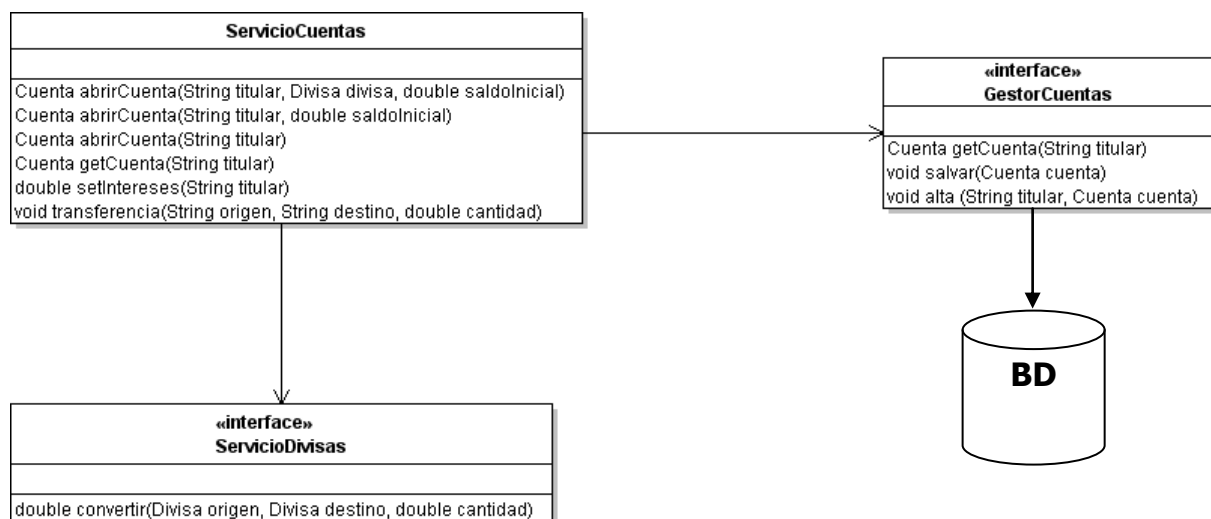 ServicioCuentas
Cuenta abrirCuenta(String titular, Divisa divisa, double saldoInicial)
Cuenta abrirCuenta(String titular, double saldoInicial)
Cuenta abrirCuenta(String titular)
Cuenta getCuenta(String titular)
double setIntereses(String titular)
void transferencia(String origen, String destino, double cantidad)
«interface»
GestorCuentas
Cuenta getCuenta(String titular)
void salvar(Cuenta cuenta)
void alta (String titular, Cuenta cuenta)
BD
«interface»
ServicioDivisas
double convertir(Divisa origen, Divisa destino, double cantidad)